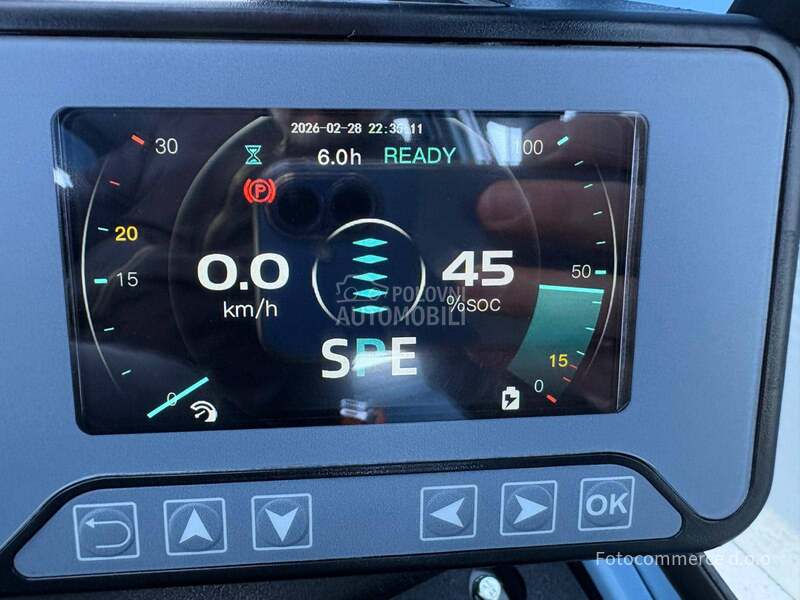 2026-02-28 22:35:11
6.0h READY
30
100
P
20
15
0.0
km/h
45
%soc
50
POLOVNI
AUTOMOBILI
SPE
15
0
0
OK
Fotocommerce d.o.o